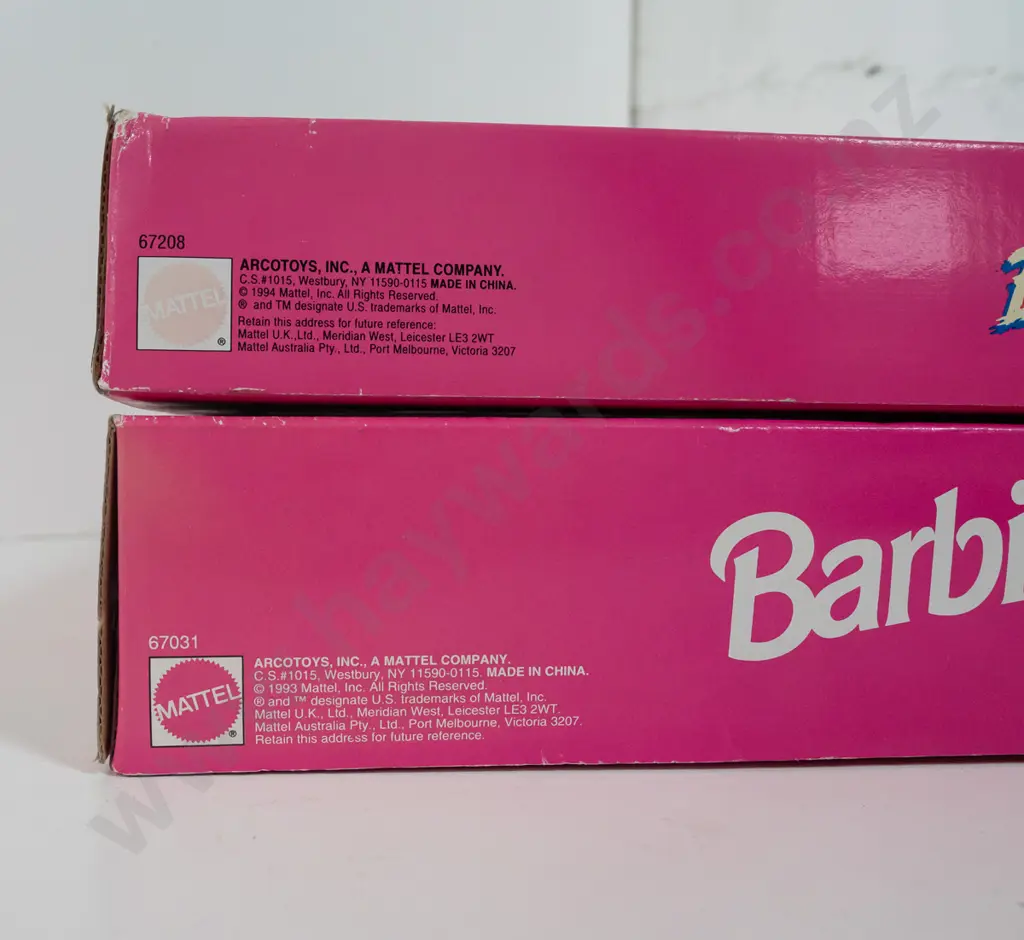 67208
MATTEL
®
ARCOTOYS, INC., A MATTEL COMPANY.
C.S.#1015, Westbury, NY 11590-0115 MADE IN CHINA.
© 1994 Mattel, Inc. All Rights Reserved.
® and TM designate U.S. trademarks of Mattel, Inc.
Retain this address for future reference:
Mattel U.K.,Ltd., Meridian West, Leicester LE3 2WT
Mattel Australia Pty., Ltd., Port Melbourne, Victoria 3207
Barbi
67031
MATTEL
®
ARCOTOYS, INC., A MATTEL COMPANY.
C.S.#1015, Westbury, NY 11590-0115. MADE IN CHINA.
© 1993 Mattel, Inc. All Rights Reserved.
® and ™ designate U.S. trademarks of Mattel, Inc.
Mattel U.K., Ltd., Meridian West, Leicester LE3 2WT.
Mattel Australia Pty., Ltd., Port Melbourne, Victoria 3207.
Retain this address for future reference.
www.haywards.co.nz